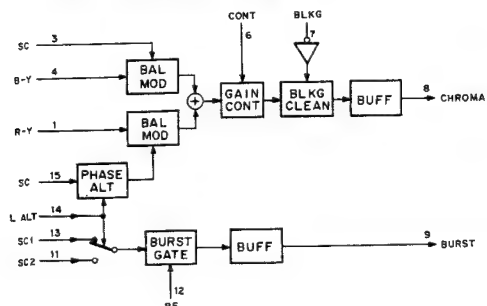 CONT
BLKG
6
7
SC 3
B-Y 4
BAL MOD
GAIN CONT
BLKG CLEAN
BUFF
8 CHROMA
R-Y 1
BAL MOD
SC 15
PHASE ALT
L ALT 14
SC1 13
SC2 11
BURST GATE
BUFF
9 BURST
12